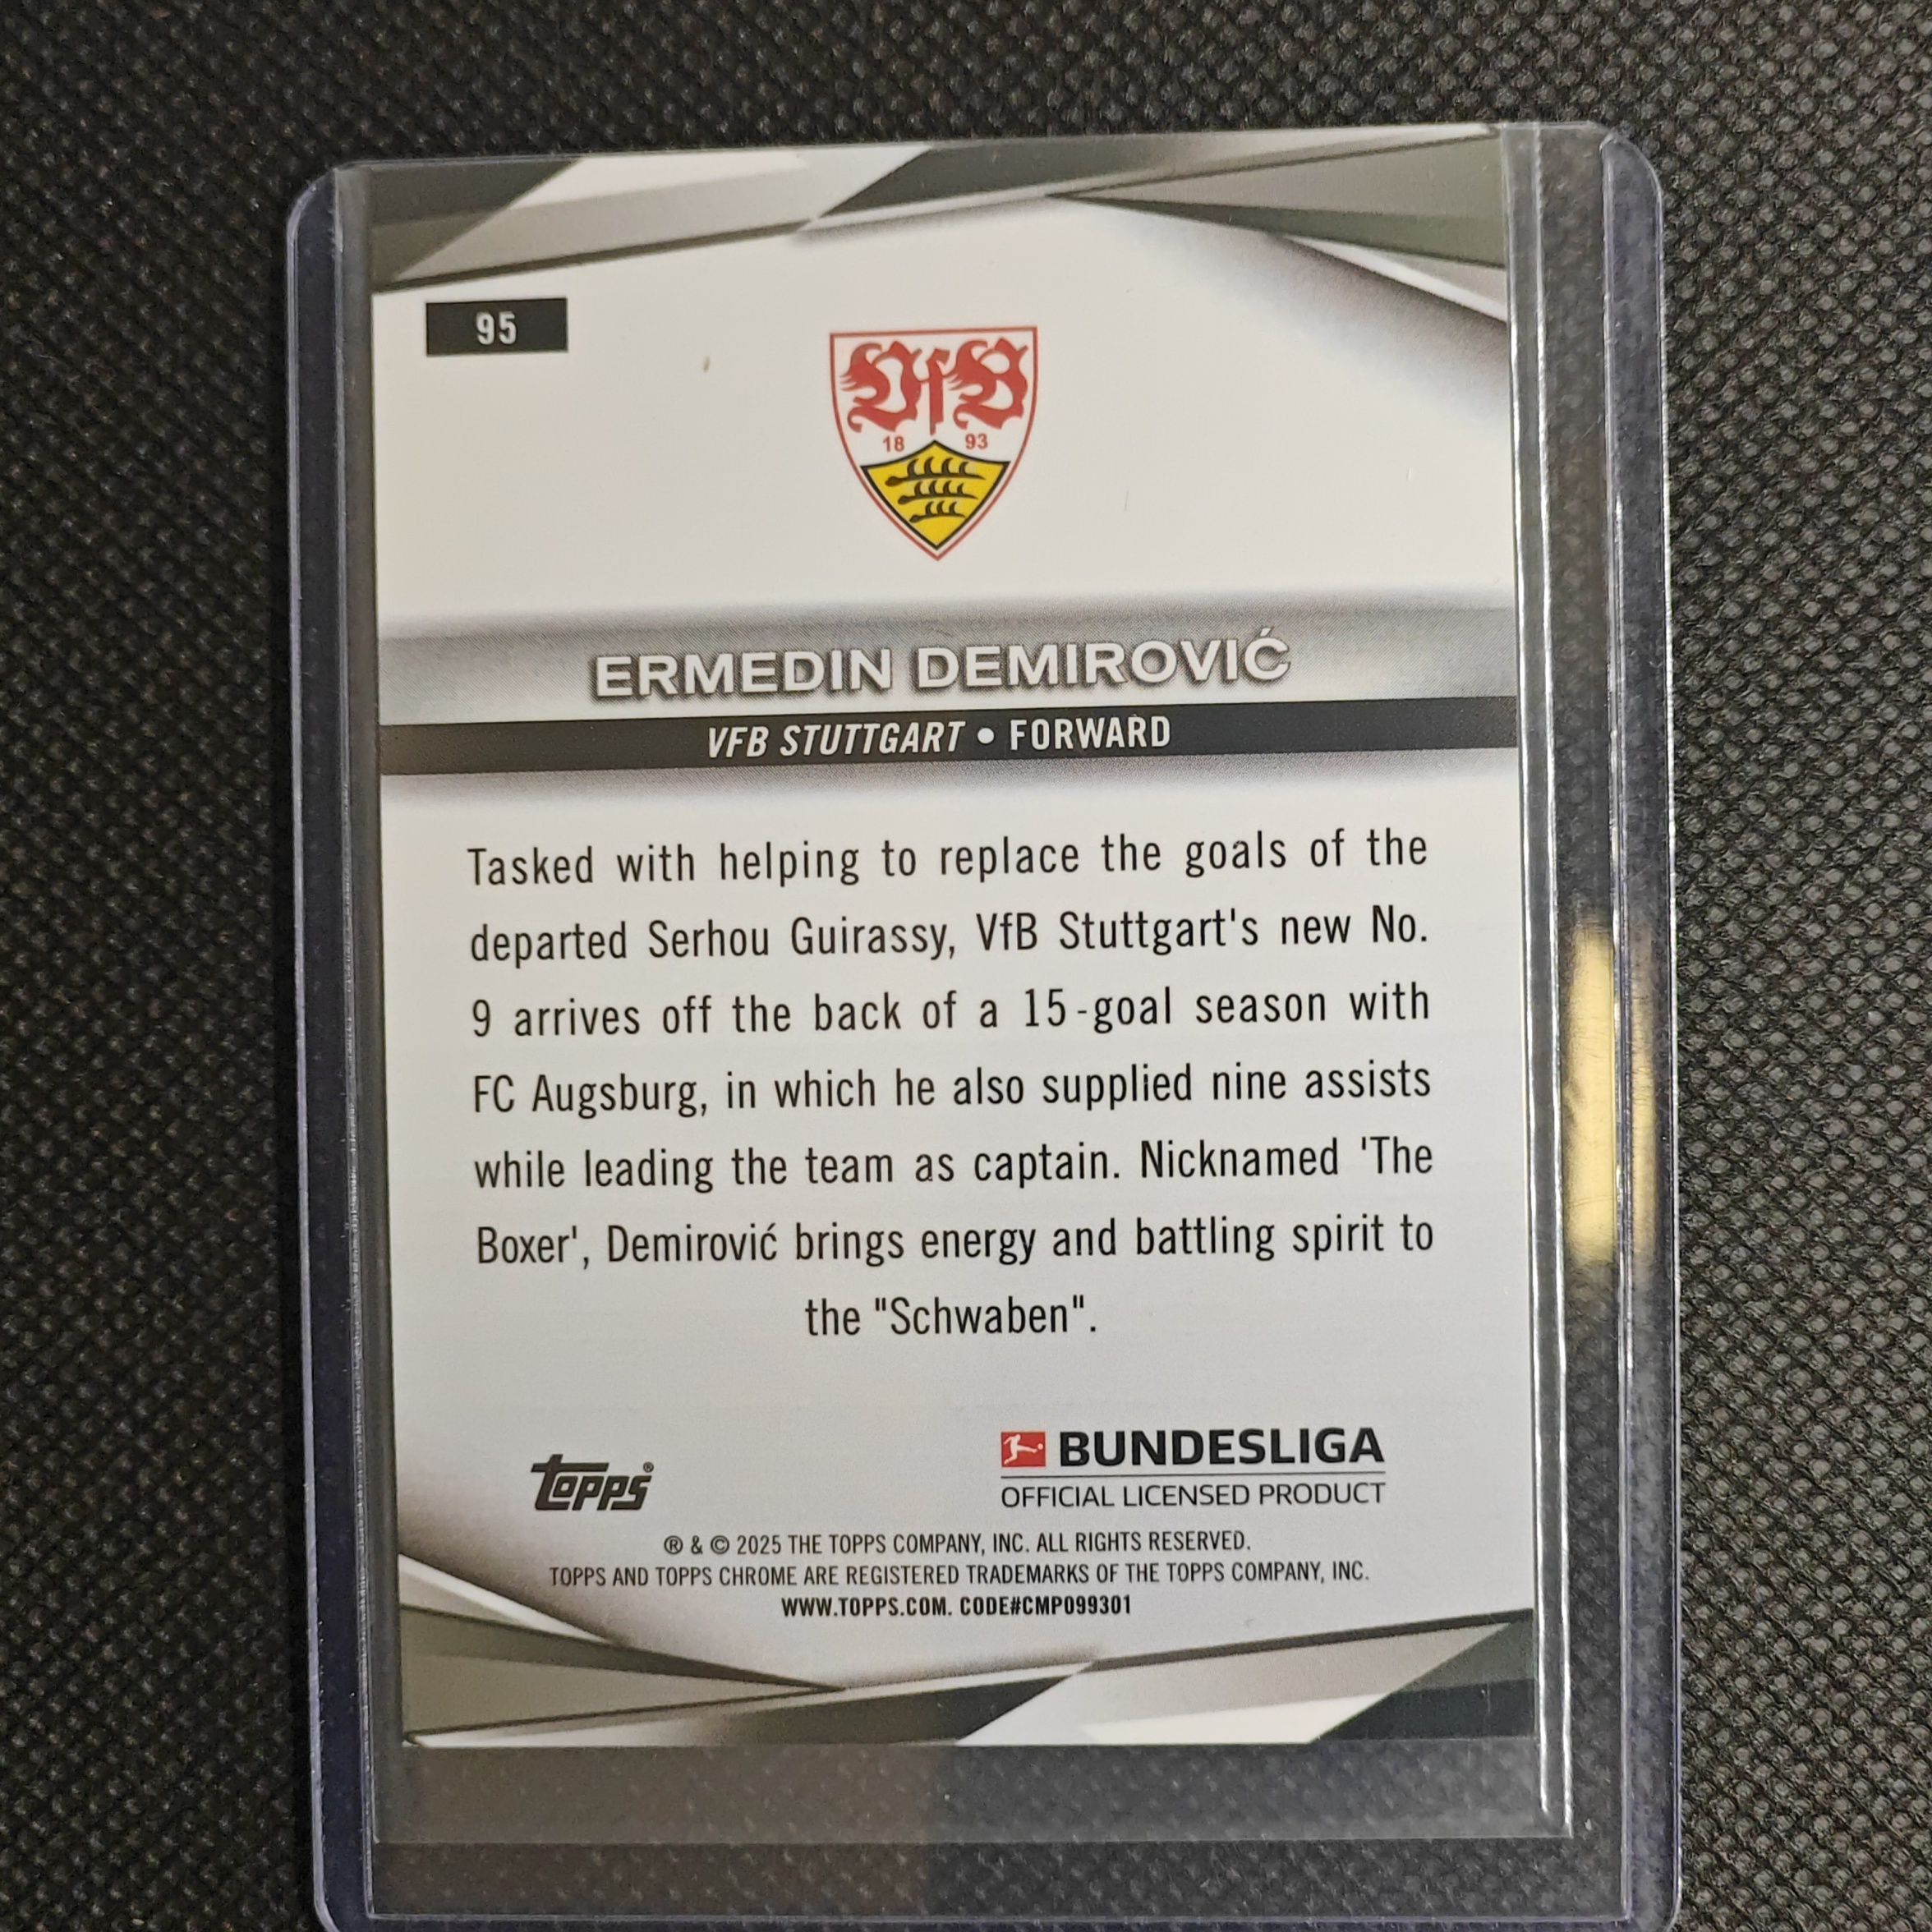 95
VfB
18 93
ERMEDIN DEMIROVIĆ
VFB STUTTGART • FORWARD
Tasked with helping to replace the goals of the
departed Serhou Guirassy, VfB Stuttgart's new No.
9 arrives off the back of a 15-goal season with
FC Augsburg, in which he also supplied nine assists
while leading the team as captain. Nicknamed 'The
Boxer', Demirović brings energy and battling spirit to
the "Schwaben".
topps®
BUNDESLIGA
OFFICIAL LICENSED PRODUCT
® & © 2025 THE TOPPS COMPANY, INC. ALL RIGHTS RESERVED.
TOPPS AND TOPPS CHROME ARE REGISTERED TRADEMARKS OF THE TOPPS COMPANY, INC.
WWW.TOPPS.COM. CODE#CMP099301